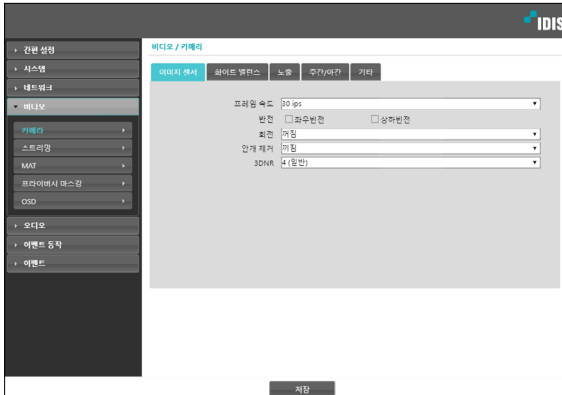 IDIS
간편 설정
시스템
네트워크
비디오
카메라
스트리밍
MAT
프라이버시 마스킹
OSD
오디오
이벤트 동작
이벤트
비디오 / 카메라
이미지 센서 화이트 밸런스 노출 주간/야간 기타
프레임 속도 30 ips
반전 좌우반전 상하반전
회전 꺼짐
안개 제거 꺼짐
3DNR 4 (일반)
저장